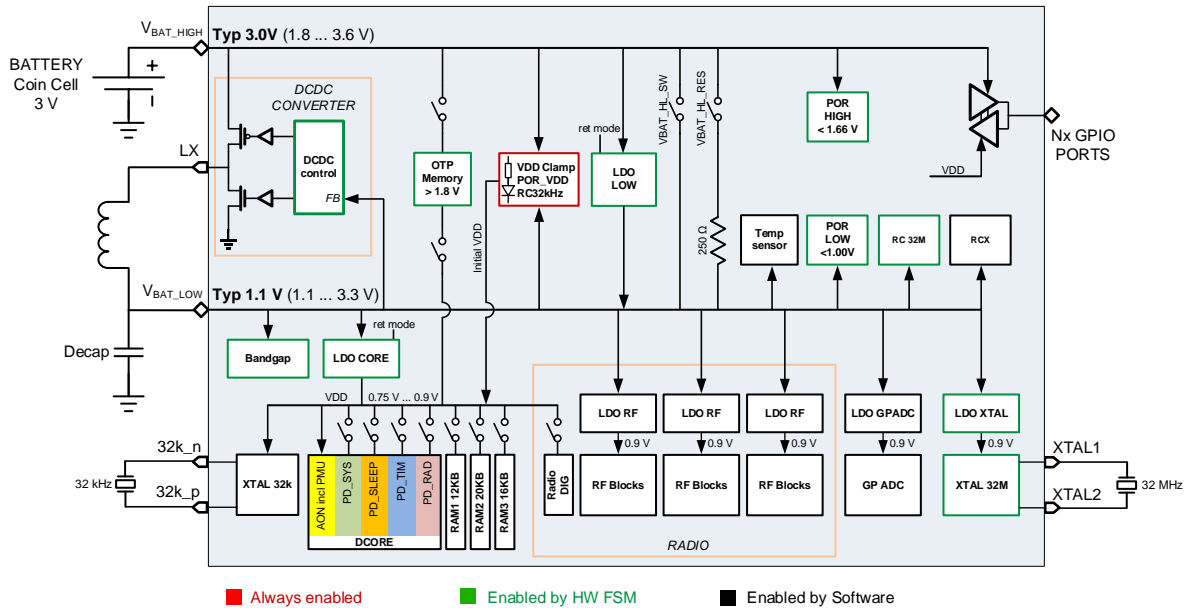 V_BAT_HIGH
Typ 3.0V (1.8 ... 3.6 V)
BATTERY
Coin Cell
3 V
+
DCDC
CONVERTER
DCDC
control
FB
LX
OTP
Memory
> 1.8 V
VDD Clamp
POR_VDD
RC32kHz
ret mode
LDO
LOW
VBAT_HL_SW
VBAT_HL_RES
POR
HIGH
< 1.66 V
Nx GPIO
PORTS
VDD
Initial VDD
250 Ω
Temp
sensor
POR
LOW
<1.00V
RC 32M
RCX
V_BAT_LOW
Typ 1.1 V (1.1 ... 3.3 V)
Decap
Bandgap
LDO CORE
ret mode
VDD
0.75 V ... 0.9 V
LDO RF
LDO RF
LDO RF
LDO GPADC
LDO XTAL
0.9 V
0.9 V
0.9 V
0.9 V
0.9 V
32k_n
32 kHz
32k_p
XTAL 32k
AON incl PMU
PD_SYS
PD_SLEEP
PD_TIM
PD_RAD
DCORE
RAM1 12KB
RAM2 20KB
RAM3 16KB
Radio
DIG
RF Blocks
RF Blocks
RF Blocks
GP ADC
XTAL 32M
XTAL1
XTAL2
32 MHz
RADIO
Always enabled
Enabled by HW FSM
Enabled by Software